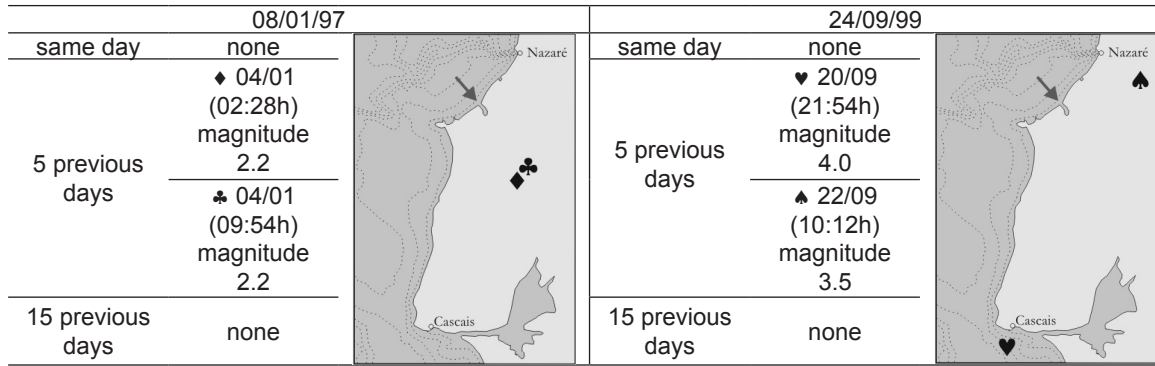 08/01/97
same day none
5 previous
days
♦ 04/01
(02:28h)
magnitude
2.2
♣ 04/01
(09:54h)
magnitude
2.2
15 previous
days
none
Nazaré
Cascais
24/09/99
same day none
5 previous
days
♥ 20/09
(21:54h)
magnitude
4.0
♠ 22/09
(10:12h)
magnitude
3.5
15 previous
days
none
Nazaré
Cascais